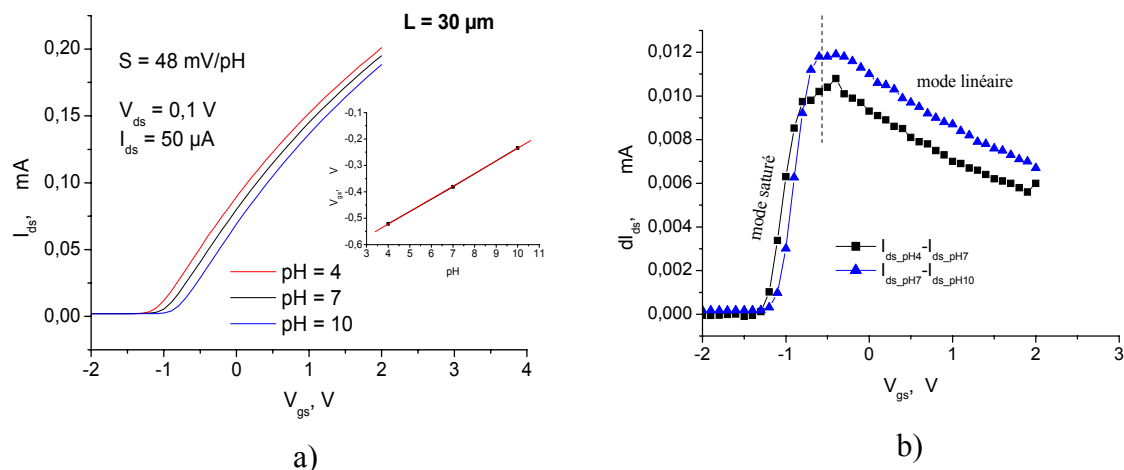 L = 30 µm
S = 48 mV/pH
V_ds = 0,1 V
I_ds = 50 µA
I_ds, mA
0,20
0,15
0,10
0,05
0,00
-2 -1 0 1 2 3 4
V_gs, V
pH = 4
pH = 7
pH = 10
V_gs, V
-0,1
-0,2
-0,3
-0,4
-0,5
-0,6
3 4 5 6 7 8 9 10 11
pH
a)
dI_ds, mA
0,012
0,010
0,008
0,006
0,004
0,002
0,000
-2 -1 0 1 2 3
V_gs, V
mode saturé
mode linéaire
I_ds_pH4-I_ds_pH7
I_ds_pH7-I_ds_pH10
b)